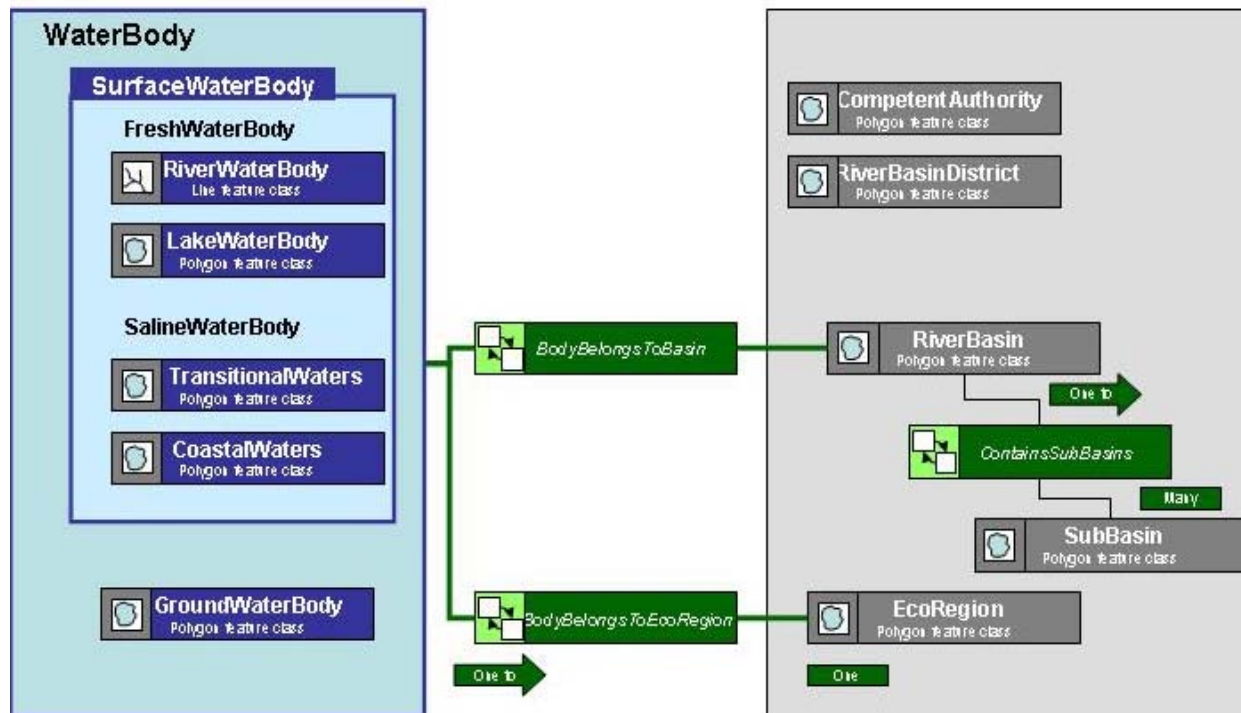 WaterBody
SurfaceWaterBody
FreshWaterBody
RiverWaterBody
Line feature class
LakeWaterBody
Polygon feature class
SalineWaterBody
TransitionalWaters
Polygon feature class
CoastalWaters
Polygon feature class
GroundWaterBody
Polygon feature class
BodyBelongsToBasin
BodyBelongsToEcoRegion
One to
CompetentAuthority
Polygon feature class
RiverBasinDistrict
Polygon feature class
RiverBasin
Polygon feature class
One to
ContainsSubBasins
Many
SubBasin
Polygon feature class
EcoRegion
Polygon feature class
One